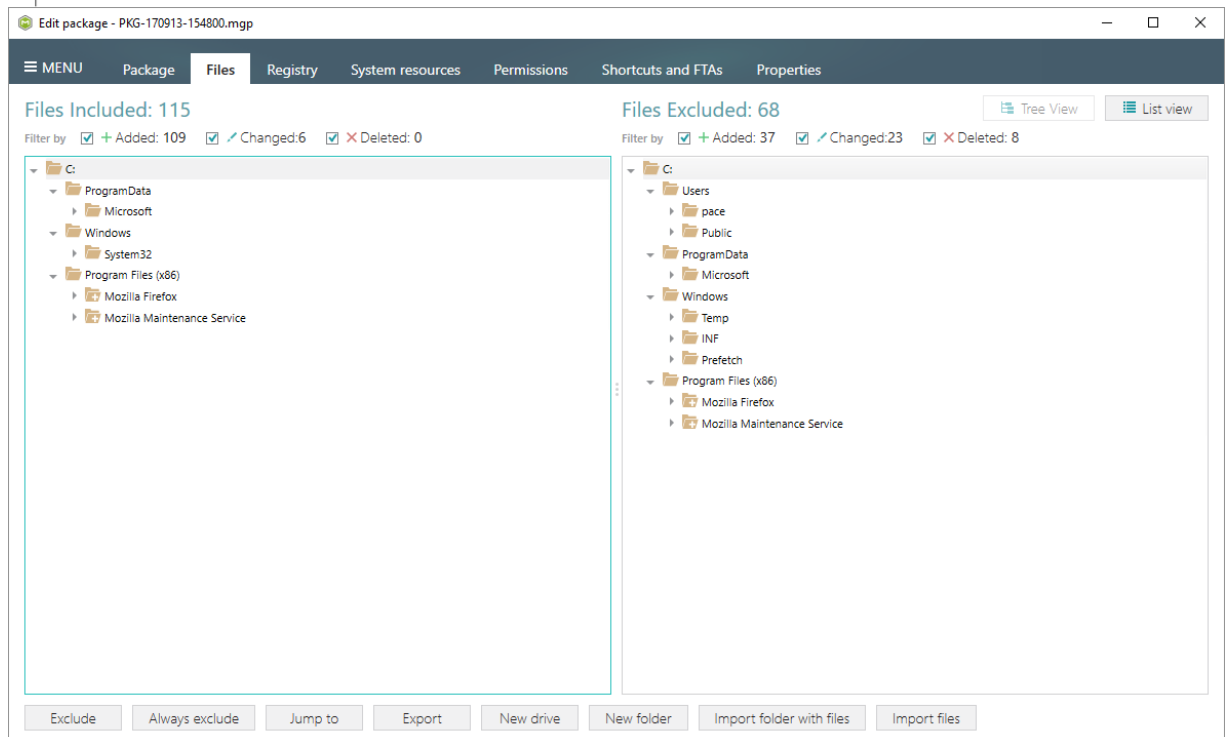 Edit package - PKG-170913-154800.mgp
MENU Package Files Registry System resources Permissions Shortcuts and FTAs Properties
Files Included: 115
Filter by Added: 109 Changed:6 Deleted: 0
C:
ProgramData
Microsoft
Windows
System32
Program Files (x86)
Mozilla Firefox
Mozilla Maintenance Service
Files Excluded: 68
Tree View List view
Filter by Added: 37 Changed:23 Deleted: 8
C:
Users
pace
Public
ProgramData
Microsoft
Windows
Temp
INF
Prefetch
Program Files (x86)
Mozilla Firefox
Mozilla Maintenance Service
Exclude Always exclude Jump to Export New drive New folder Import folder with files Import files